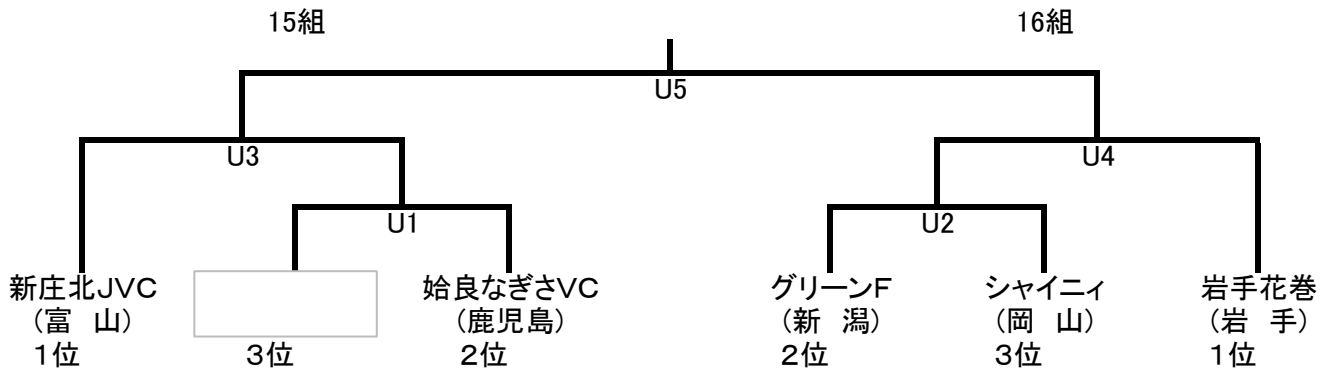 15組 16組
U5
U3 U4
U1 U2
新庄北JVC 姶良なぎさVC グリーンF シャイニィ 岩手花巻
(富　山) (鹿児島) (新　潟) (岡　山) (岩　手)
1位 3位 2位 2位 3位 1位